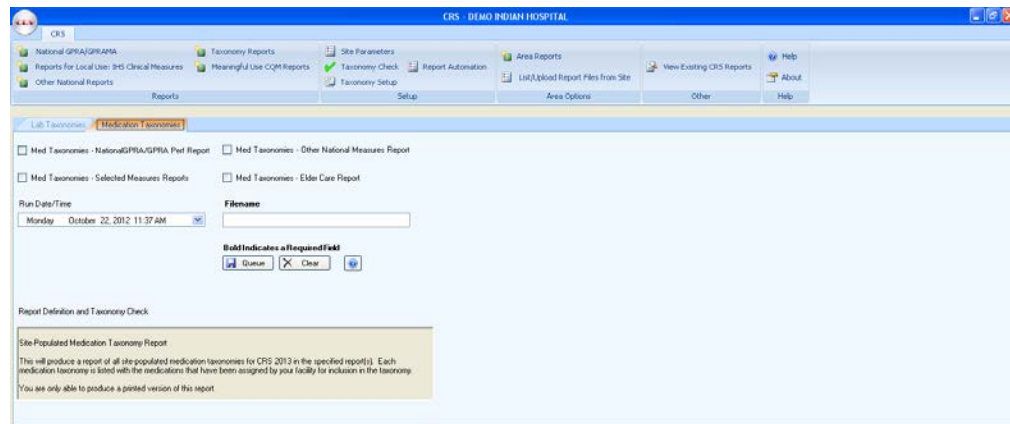 CRS - DEMO INDIAN HOSPITAL
CRS
National GPRA/GPRAMA
Reports for Local Use: IHS Clinical Measures
Other National Reports
Taxonomy Reports
Meaningful Use CQM Reports
Reports
Site Parameters
Taxonomy Check
Report Automation
Taxonomy Setup
Setup
Area Reports
List/Upload Report Files from Site
Area Options
View Existing CRS Reports
Other
Help
About
Help
Lab Taxonomies
Medication Taxonomies
Med Taxonomies - NationalGPRA/GPRA Perf Report
Med Taxonomies - Other National Measures Report
Med Taxonomies - Selected Measures Reports
Med Taxonomies - Elder Care Report
Run Date/Time
Filename
Monday October 22, 2012 11:37 AM
Bold Indicates a Required Field
Queue
Clear
Report Definition and Taxonomy Check
Site-Populated Medication Taxonomy Report
This will produce a report of all site-populated medication taxonomies for CRS 2013 in the specified report(s). Each
medication taxonomy is listed with the medications that have been assigned by your facility for inclusion in the taxonomy.
You are only able to produce a printed version of this report